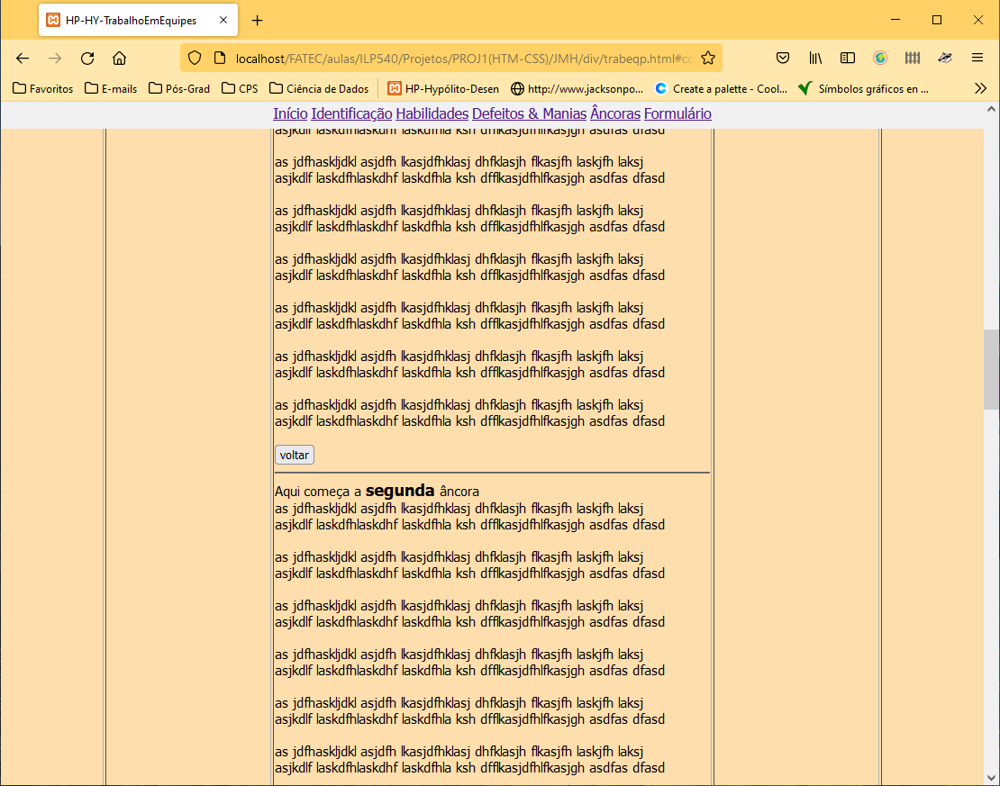 HP-HY-TrabalhoEmEquipes
localhost/FATEC/aulas/ILP540/Projetos/PROJ1(HTM-CSS)/JMH/div/trabeqp.html#co
Favoritos E-mails Pós-Grad CPS Ciência de Dados HP-Hypólito-Desen http://www.jacksonpo... Create a palette - Cool... Símbolos gráficos en ...
Início Identificação Habilidades Defeitos & Manias Âncoras Formulário
asjkdlf laskdfhlaskdhf laskdfhla ksh dfflkasjdfhlfkasjgh asdfas dfasd
as jdfhaskljdkl asjdfh lkasjdfhklasj dhfklasjh flkasjfh laskjfh laksj
asjkdlf laskdfhlaskdhf laskdfhla ksh dfflkasjdfhlfkasjgh asdfas dfasd
as jdfhaskljdkl asjdfh lkasjdfhklasj dhfklasjh flkasjfh laskjfh laksj
asjkdlf laskdfhlaskdhf laskdfhla ksh dfflkasjdfhlfkasjgh asdfas dfasd
as jdfhaskljdkl asjdfh lkasjdfhklasj dhfklasjh flkasjfh laskjfh laksj
asjkdlf laskdfhlaskdhf laskdfhla ksh dfflkasjdfhlfkasjgh asdfas dfasd
as jdfhaskljdkl asjdfh lkasjdfhklasj dhfklasjh flkasjfh laskjfh laksj
asjkdlf laskdfhlaskdhf laskdfhla ksh dfflkasjdfhlfkasjgh asdfas dfasd
as jdfhaskljdkl asjdfh lkasjdfhklasj dhfklasjh flkasjfh laskjfh laksj
asjkdlf laskdfhlaskdhf laskdfhla ksh dfflkasjdfhlfkasjgh asdfas dfasd
as jdfhaskljdkl asjdfh lkasjdfhklasj dhfklasjh flkasjfh laskjfh laksj
asjkdlf laskdfhlaskdhf laskdfhla ksh dfflkasjdfhlfkasjgh asdfas dfasd
voltar
Aqui começa a segunda âncora
as jdfhaskljdkl asjdfh lkasjdfhklasj dhfklasjh flkasjfh laskjfh laksj
asjkdlf laskdfhlaskdhf laskdfhla ksh dfflkasjdfhlfkasjgh asdfas dfasd
as jdfhaskljdkl asjdfh lkasjdfhklasj dhfklasjh flkasjfh laskjfh laksj
asjkdlf laskdfhlaskdhf laskdfhla ksh dfflkasjdfhlfkasjgh asdfas dfasd
as jdfhaskljdkl asjdfh lkasjdfhklasj dhfklasjh flkasjfh laskjfh laksj
asjkdlf laskdfhlaskdhf laskdfhla ksh dfflkasjdfhlfkasjgh asdfas dfasd
as jdfhaskljdkl asjdfh lkasjdfhklasj dhfklasjh flkasjfh laskjfh laksj
asjkdlf laskdfhlaskdhf laskdfhla ksh dfflkasjdfhlfkasjgh asdfas dfasd
as jdfhaskljdkl asjdfh lkasjdfhklasj dhfklasjh flkasjfh laskjfh laksj
asjkdlf laskdfhlaskdhf laskdfhla ksh dfflkasjdfhlfkasjgh asdfas dfasd
as jdfhaskljdkl asjdfh lkasjdfhklasj dhfklasjh flkasjfh laskjfh laksj
asjkdlf laskdfhlaskdhf laskdfhla ksh dfflkasjdfhlfkasjgh asdfas dfasd